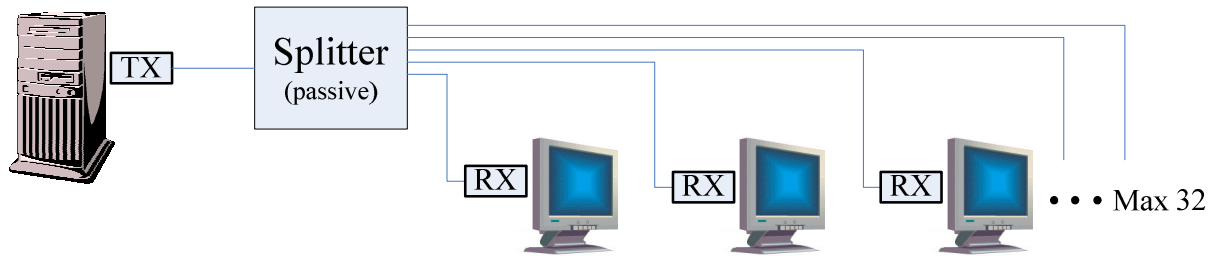 TX
Splitter
(passive)
RX
RX
RX
• • • Max 32